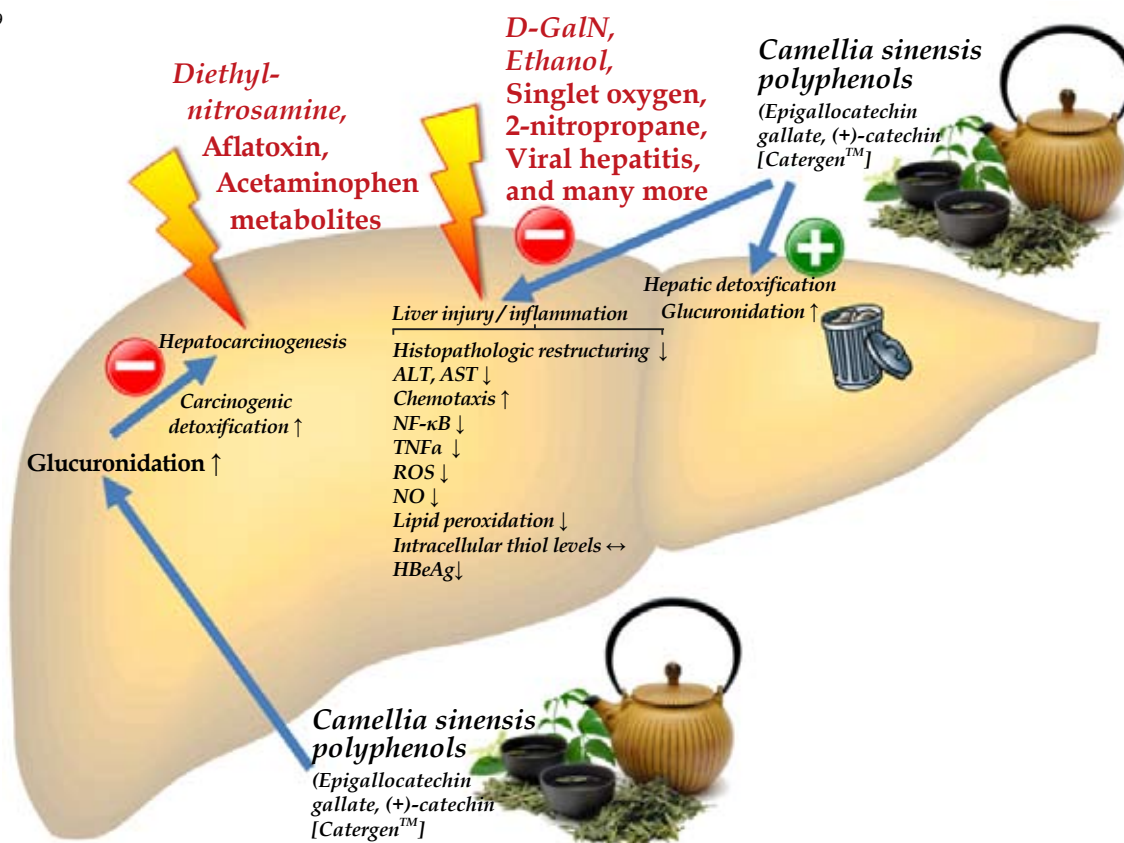 Diethyl-
nitrosamine,
Aflatoxin,
Acetaminophen
metabolites
D-GalN,
Ethanol,
Singlet oxygen,
2-nitropropane,
Viral hepatitis,
and many more
Camellia sinensis
polyphenols
(Epigallocatechin
gallate, (+)-catechin
[Catergen™]
Hepatocarcinogenesis
Carcinogenic
detoxification ↑
Glucuronidation ↑
Liver injury / inflammation
Histopathologic restructuring ↓
ALT, AST ↓
Chemotaxis ↑
NF-κB ↓
TNFa ↓
ROS ↓
NO ↓
Lipid peroxidation ↓
Intracellular thiol levels ↔
HBeAg↓
Hepatic detoxification
Glucuronidation ↑
Camellia sinensis
polyphenols
(Epigallocatechin
gallate, (+)-catechin
[Catergen™]